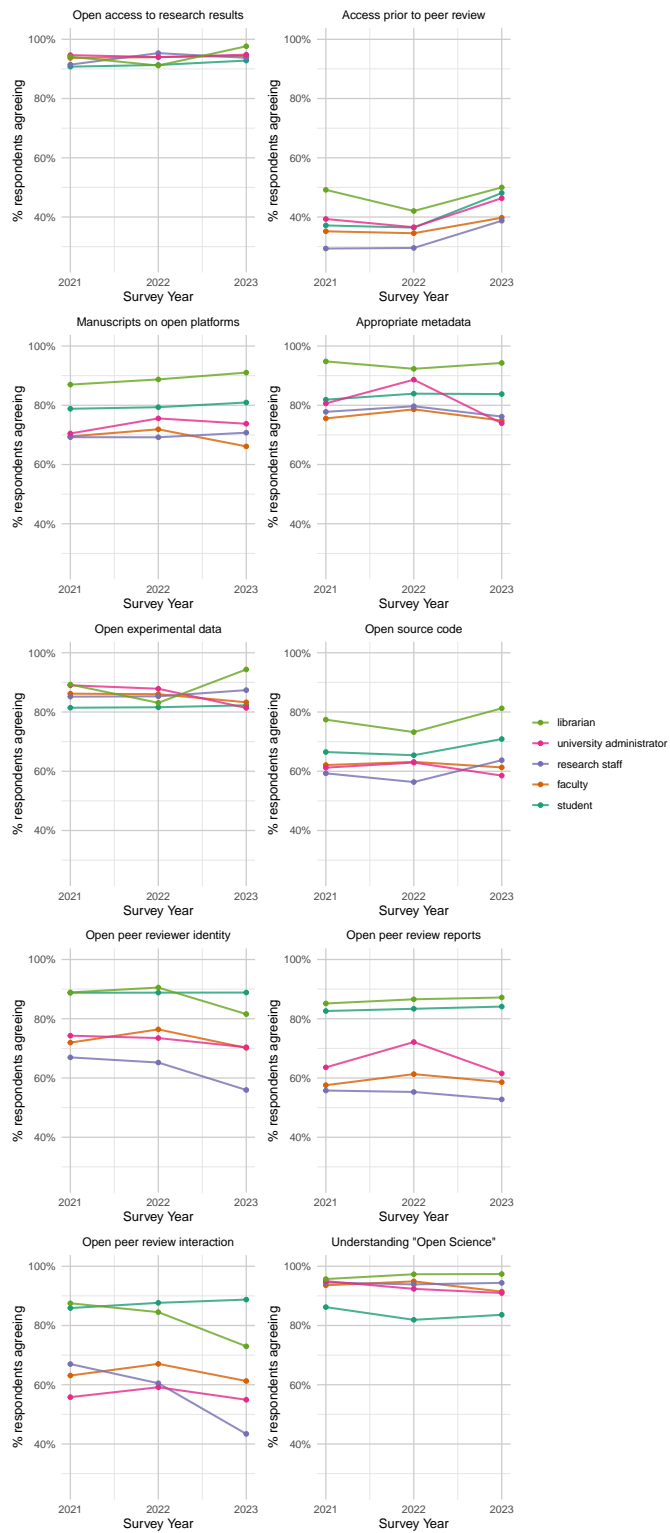 Open access to research results
Access prior to peer review
100%
80%
60%
40%
% respondents agreeing
2021
2022
2023
Survey Year
100%
80%
60%
40%
% respondents agreeing
2021
2022
2023
Survey Year
Manuscripts on open platforms
Appropriate metadata
100%
80%
60%
40%
% respondents agreeing
2021
2022
2023
Survey Year
100%
80%
60%
40%
% respondents agreeing
2021
2022
2023
Survey Year
Open experimental data
Open source code
100%
80%
60%
40%
% respondents agreeing
2021
2022
2023
Survey Year
100%
80%
60%
40%
% respondents agreeing
2021
2022
2023
Survey Year
librarian
university administrator
research staff
faculty
student
Open peer reviewer identity
Open peer review reports
100%
80%
60%
40%
% respondents agreeing
2021
2022
2023
Survey Year
100%
80%
60%
40%
% respondents agreeing
2021
2022
2023
Survey Year
Open peer review interaction
Understanding "Open Science"
100%
80%
60%
40%
% respondents agreeing
2021
2022
2023
Survey Year
100%
80%
60%
40%
% respondents agreeing
2021
2022
2023
Survey Year